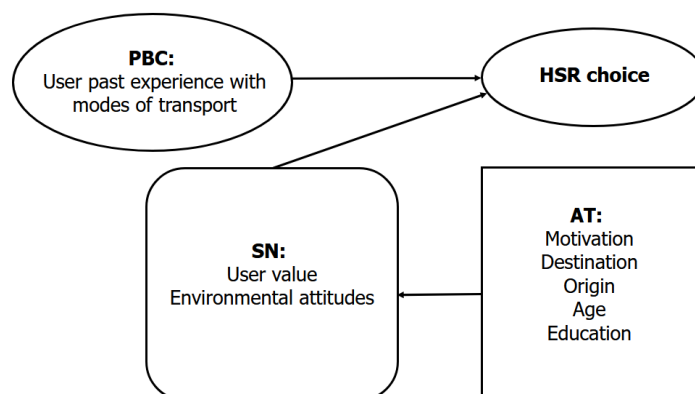 PBC:
User past experience with
modes of transport
HSR choice
SN:
User value
Environmental attitudes
AT:
Motivation
Destination
Origin
Age
Education